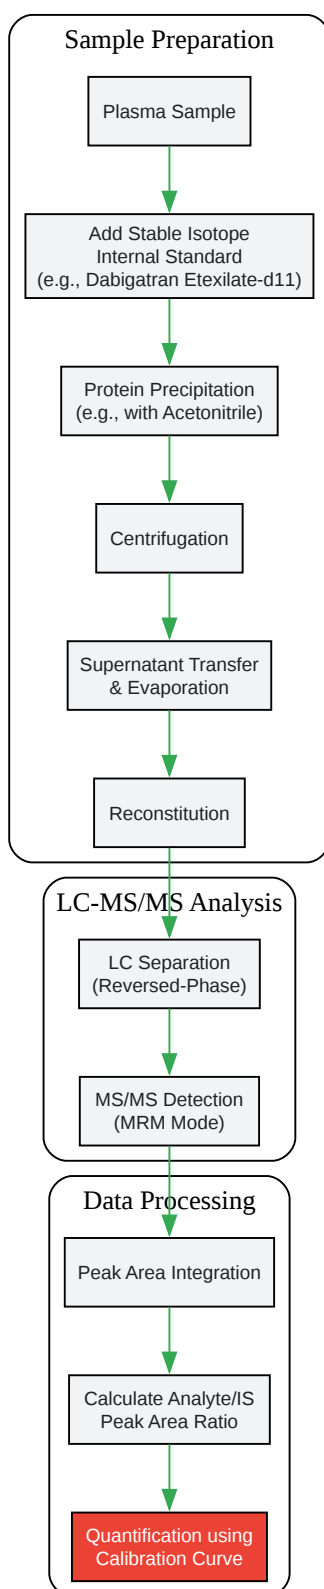 Sample Preparation
Plasma Sample
Add Stable Isotope
Internal Standard
(e.g., Dabigatran Etexilate-d11)
Protein Precipitation
(e.g., with Acetonitrile)
Centrifugation
Supernatant Transfer
& Evaporation
Reconstitution
LC-MS/MS Analysis
LC Separation
(Reversed-Phase)
MS/MS Detection
(MRM Mode)
Data Processing
Peak Area Integration
Calculate Analyte/IS
Peak Area Ratio
Quantification using
Calibration Curve